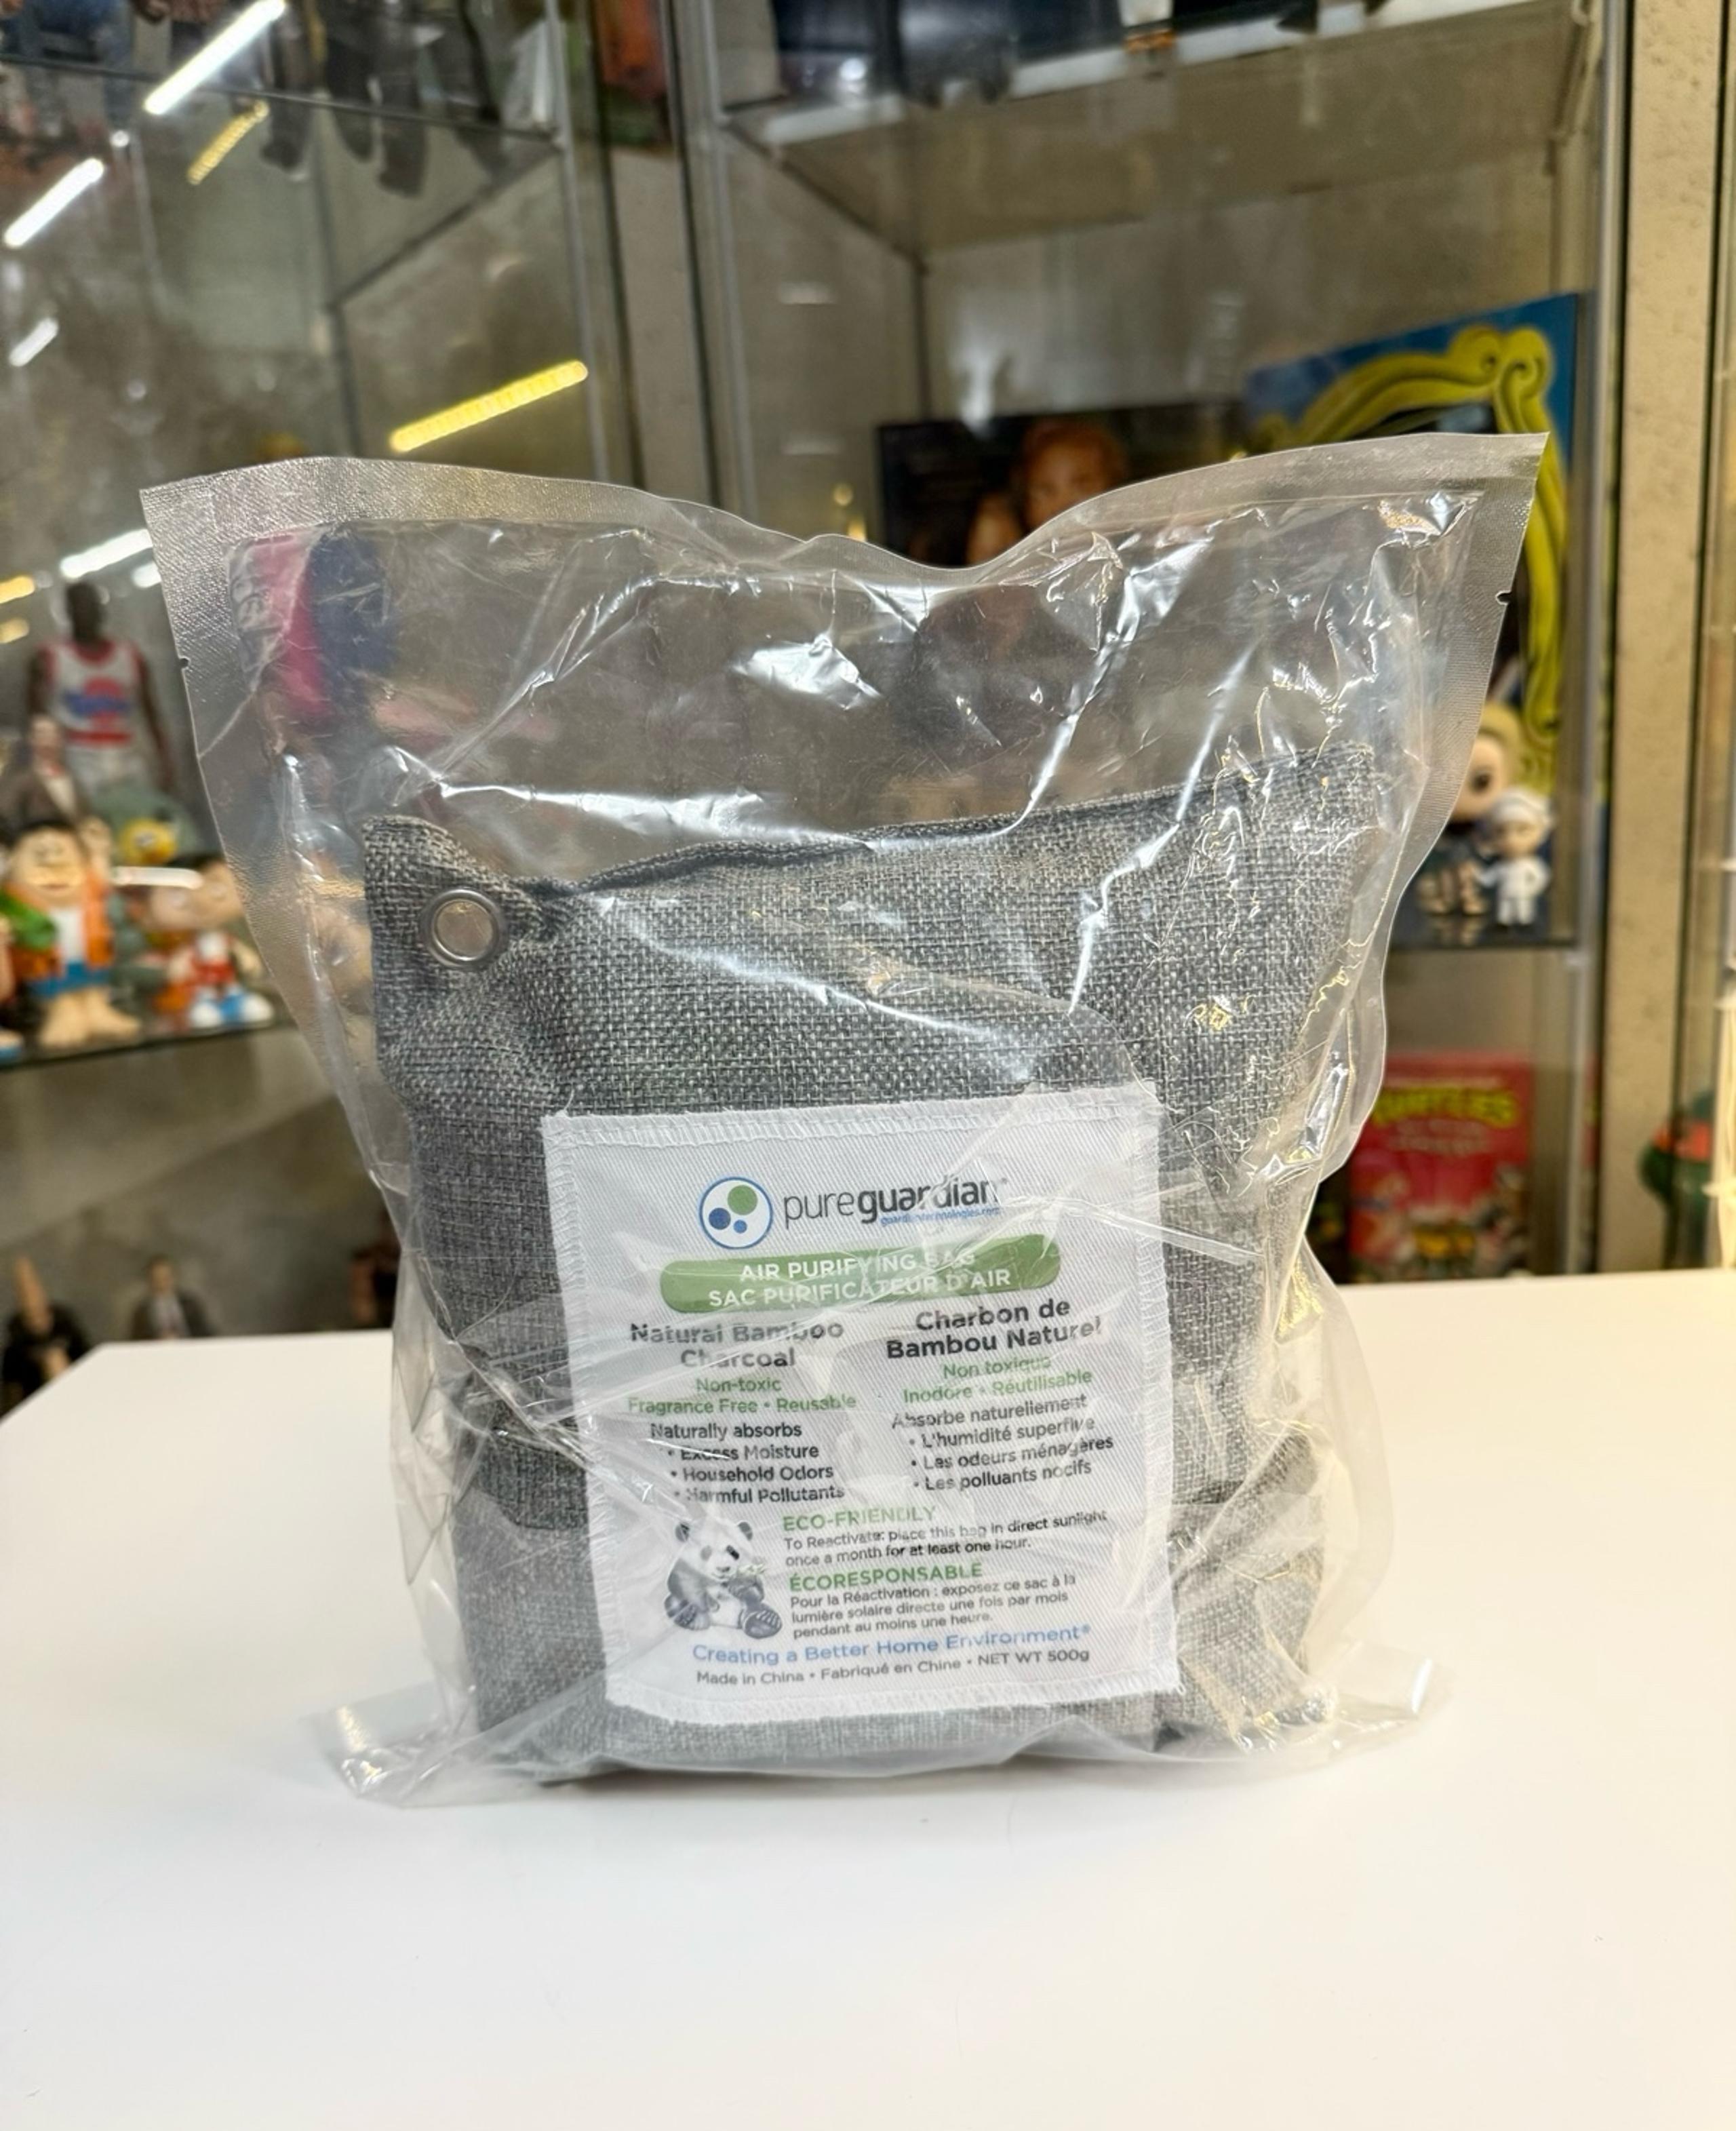 pureguardian®
guardiantechnologies.com
AIR PURIFYING BAG
SAC PURIFICATEUR D'AIR
Natural Bamboo
Charcoal
Non-toxic
Fragrance Free • Reusable
Naturally absorbs
• Excess Moisture
• Household Odors
• Harmful Pollutants
Charbon de
Bambou Naturel
Non toxique
Inodore • Réutilisable
Absorbe naturellement
• L'humidité superflue
• Las odeurs ménagères
• Les polluants nocifs
ECO-FRIENDLY
To Reactivate: place this bag in direct sunlight
once a month for at least one hour.
ÉCORESPONSABLE
Pour la Réactivation : exposez ce sac à la
lumière solaire directe une fois par mois
pendant au moins une heure.
Creating a Better Home Environment®
Made in China • Fabriqué en Chine • NET WT 500g
TURTLES